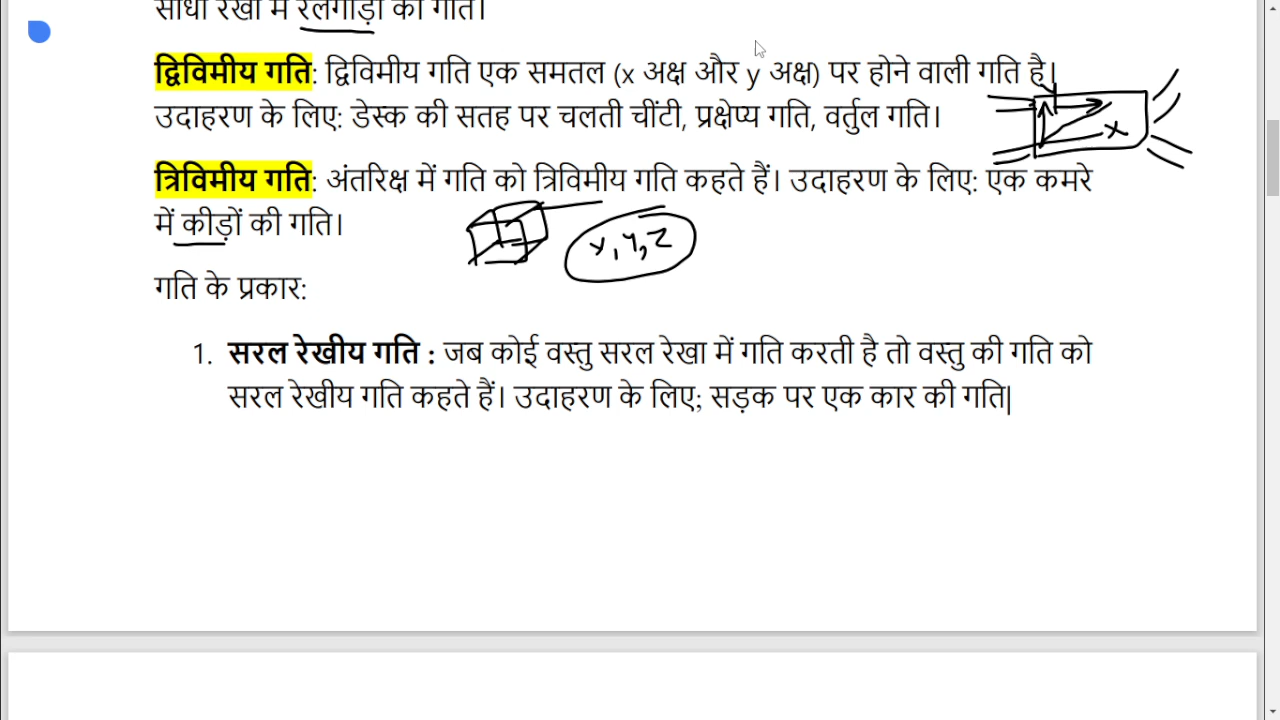 सीधी रेखा में रेलगाड़ी की गति।
द्विविमीय गति: द्विविमीय गति एक समतल (x अक्ष और y अक्ष) पर होने वाली गति है।
उदाहरण के लिए: डेस्क की सतह पर चलती चींटी, प्रक्षेप्य गति, वर्तुल गति।
y
x
त्रिविमीय गति: अंतरिक्ष में गति को त्रिविमीय गति कहते हैं। उदाहरण के लिए: एक कमरे
में कीड़ों की गति।
x, y, z
गति के प्रकार:
1. सरल रेखीय गति : जब कोई वस्तु सरल रेखा में गति करती है तो वस्तु की गति को
सरल रेखीय गति कहते हैं। उदाहरण के लिए; सड़क पर एक कार की गति